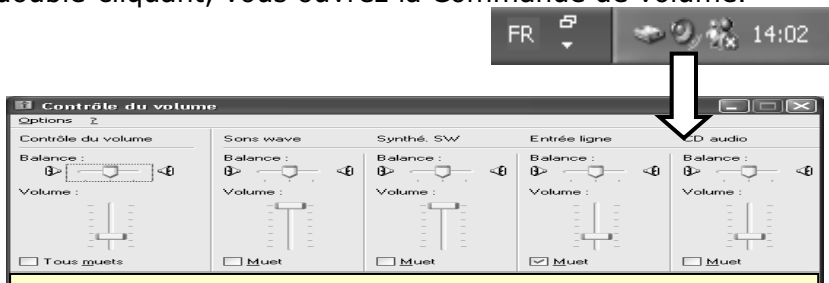 double-cliquant, vous ouvrez la Commande de volume.
FR 14:02
Contrôle du volume
Options ?
Contrôle du volume Sons wave Synthé. SW Entrée ligne CD audio
Balance : Balance : Balance : Balance : Balance :
Volume : Volume : Volume : Volume : Volume :
Tous muets Muet Muet Muet Muet